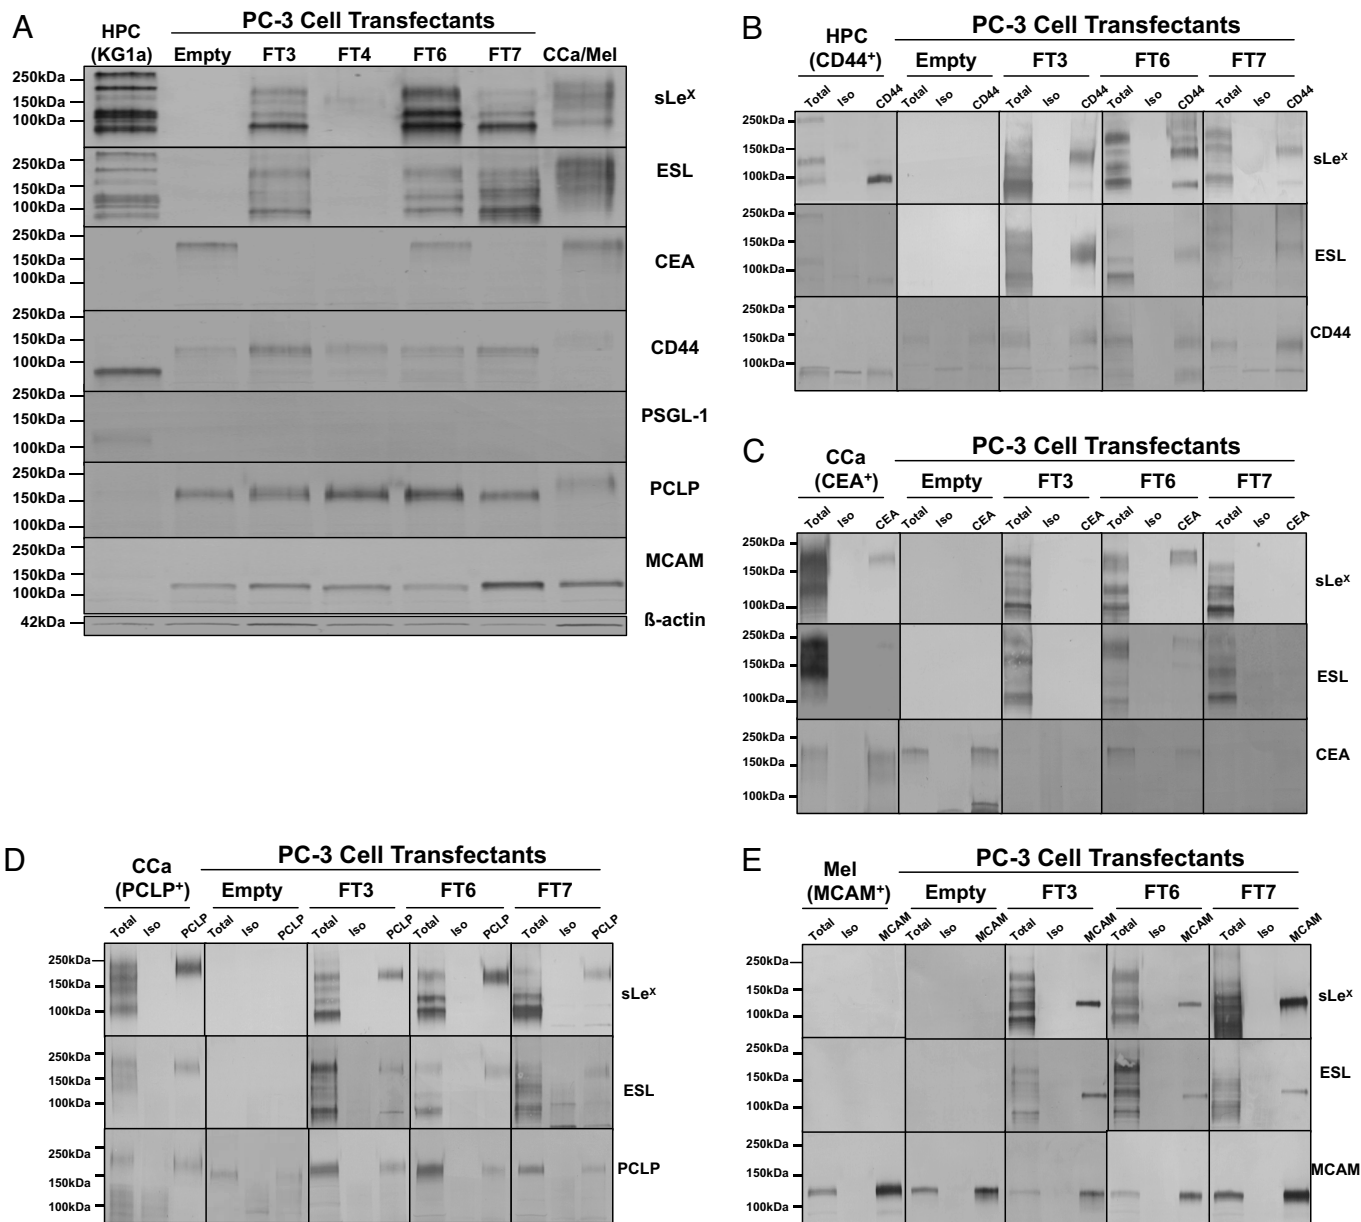 A
PC-3 Cell Transfectants
HPC
(KG1a) Empty FT3 FT4 FT6 FT7 CCa/Mel
250kDa
150kDa
100kDa
sLeX
250kDa
150kDa
100kDa
ESL
250kDa
150kDa
100kDa
CEA
250kDa
150kDa
100kDa
CD44
250kDa
150kDa
100kDa
PSGL-1
250kDa
150kDa
100kDa
PCLP
250kDa
150kDa
100kDa
MCAM
42kDa
ß-actin
B
PC-3 Cell Transfectants
HPC
(CD44+) Empty FT3 FT6 FT7
Total Iso CD44 Total Iso CD44 Total Iso CD44 Total Iso CD44 Total Iso CD44
250kDa
150kDa
100kDa
sLeX
250kDa
150kDa
100kDa
ESL
250kDa
150kDa
100kDa
CD44
C
PC-3 Cell Transfectants
CCa
(CEA+) Empty FT3 FT6 FT7
Total Iso CEA Total Iso CEA Total Iso CEA Total Iso CEA Total Iso CEA
250kDa
150kDa
100kDa
sLeX
250kDa
150kDa
100kDa
ESL
250kDa
150kDa
100kDa
CEA
D
PC-3 Cell Transfectants
CCa
(PCLP+) Empty FT3 FT6 FT7
Total Iso PCLP Total Iso PCLP Total Iso PCLP Total Iso PCLP Total Iso PCLP
250kDa
150kDa
100kDa
sLeX
250kDa
150kDa
100kDa
ESL
250kDa
150kDa
100kDa
PCLP
E
PC-3 Cell Transfectants
Mel
(MCAM+) Empty FT3 FT6 FT7
Total Iso MCAM Total Iso MCAM Total Iso MCAM Total Iso MCAM Total Iso MCAM
250kDa
150kDa
100kDa
sLeX
250kDa
150kDa
100kDa
ESL
250kDa
150kDa
100kDa
MCAM